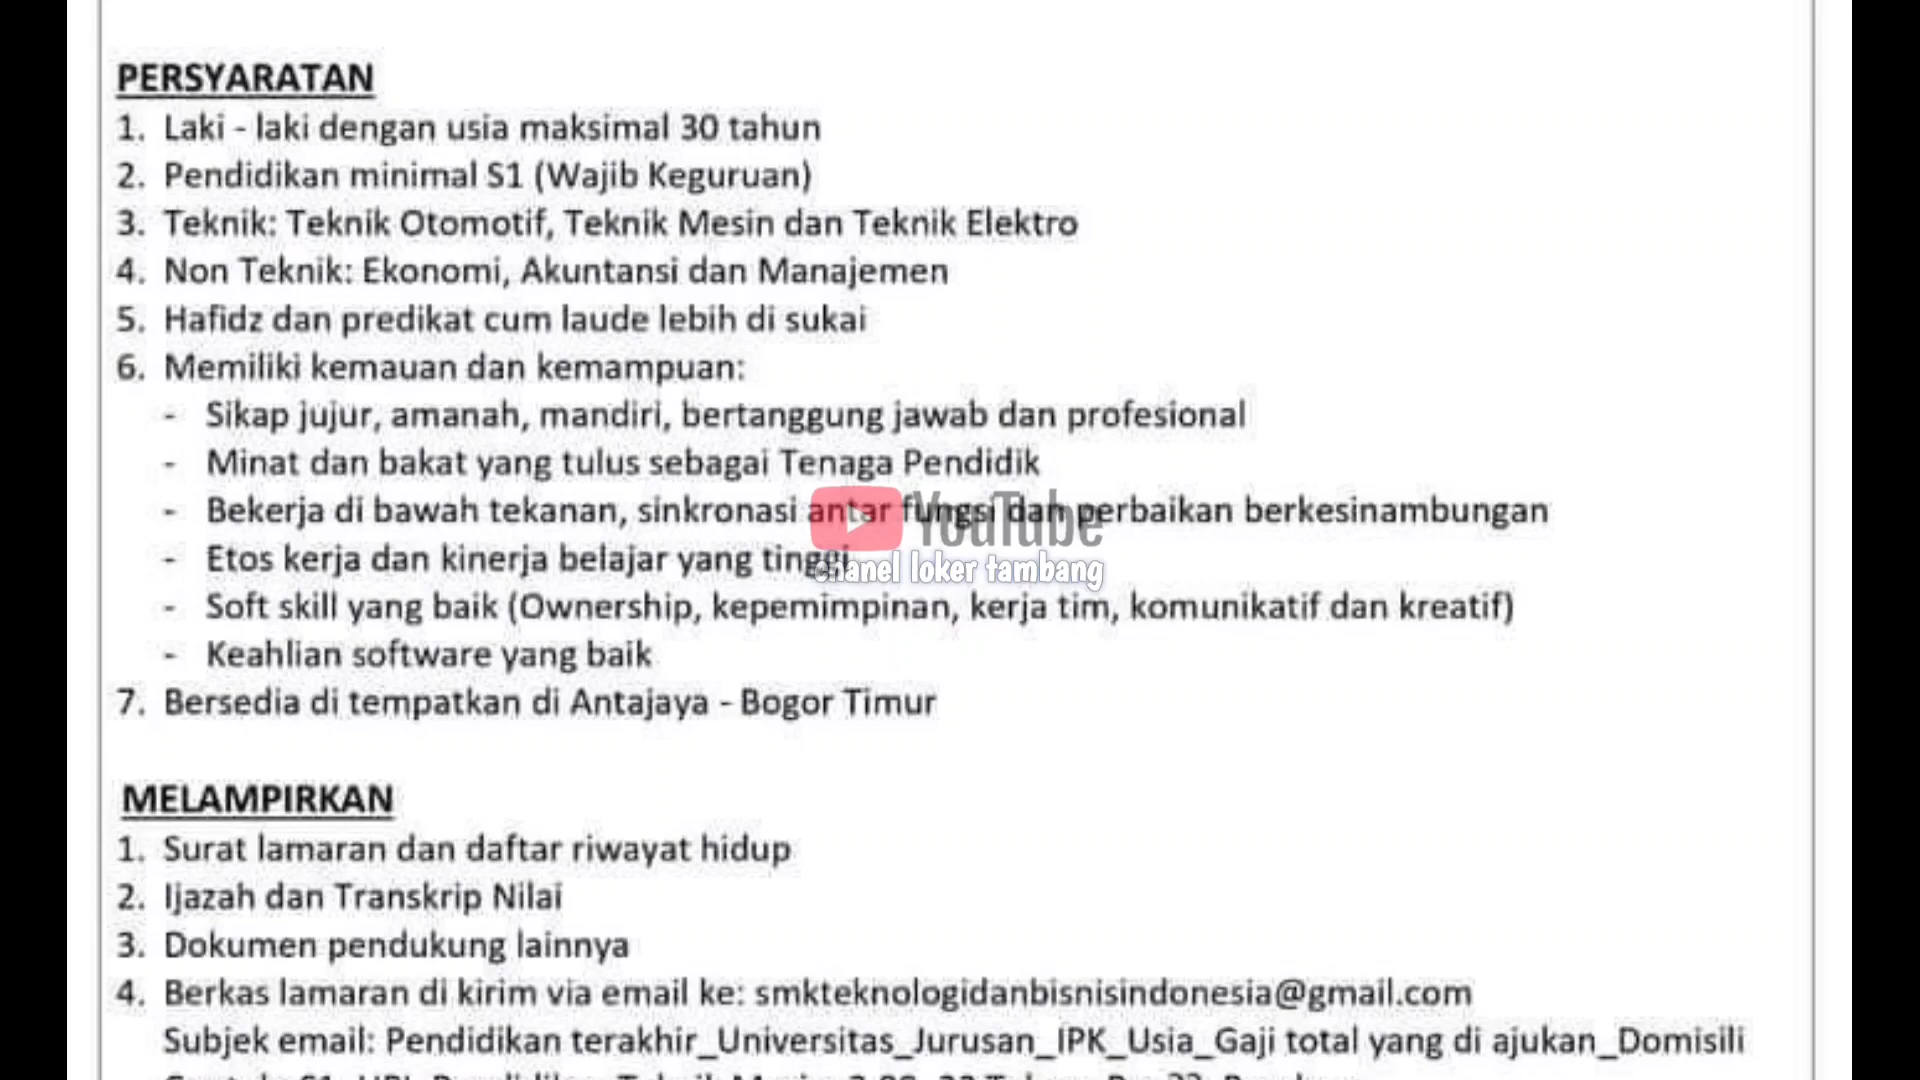 PERSYARATAN
1. Laki - laki dengan usia maksimal 30 tahun
2. Pendidikan minimal S1 (Wajib Keguruan)
3. Teknik: Teknik Otomotif, Teknik Mesin dan Teknik Elektro
4. Non Teknik: Ekonomi, Akuntansi dan Manajemen
5. Hafidz dan predikat cum laude lebih di sukai
6. Memiliki kemauan dan kemampuan:
- Sikap jujur, amanah, mandiri, bertanggung jawab dan profesional
- Minat dan bakat yang tulus sebagai Tenaga Pendidik
- Bekerja di bawah tekanan, sinkronasi antar fungsi dan perbaikan berkesinambungan
YouTube
- Etos kerja dan kinerja belajar yang tinggi
chanel loker tambang
- Soft skill yang baik (Ownership, kepemimpinan, kerja tim, komunikatif dan kreatif)
- Keahlian software yang baik
7. Bersedia di tempatkan di Antajaya - Bogor Timur
MELAMPIRKAN
1. Surat lamaran dan daftar riwayat hidup
2. Ijazah dan Transkrip Nilai
3. Dokumen pendukung lainnya
4. Berkas lamaran di kirim via email ke: smkteknologidanbisnisindonesia@gmail.com
Subjek email: Pendidikan terakhir_Universitas_Jurusan_IPK_Usia_Gaji total yang di ajukan_Domisili